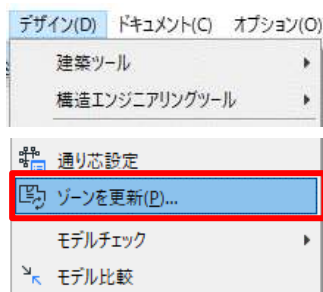 デザイン(D) ドキュメント(C) オプション(O)
建築ツール
構造エンジニアリングツール
通り芯設定
ゾーンを更新(P)...
モデルチェック
モデル比較